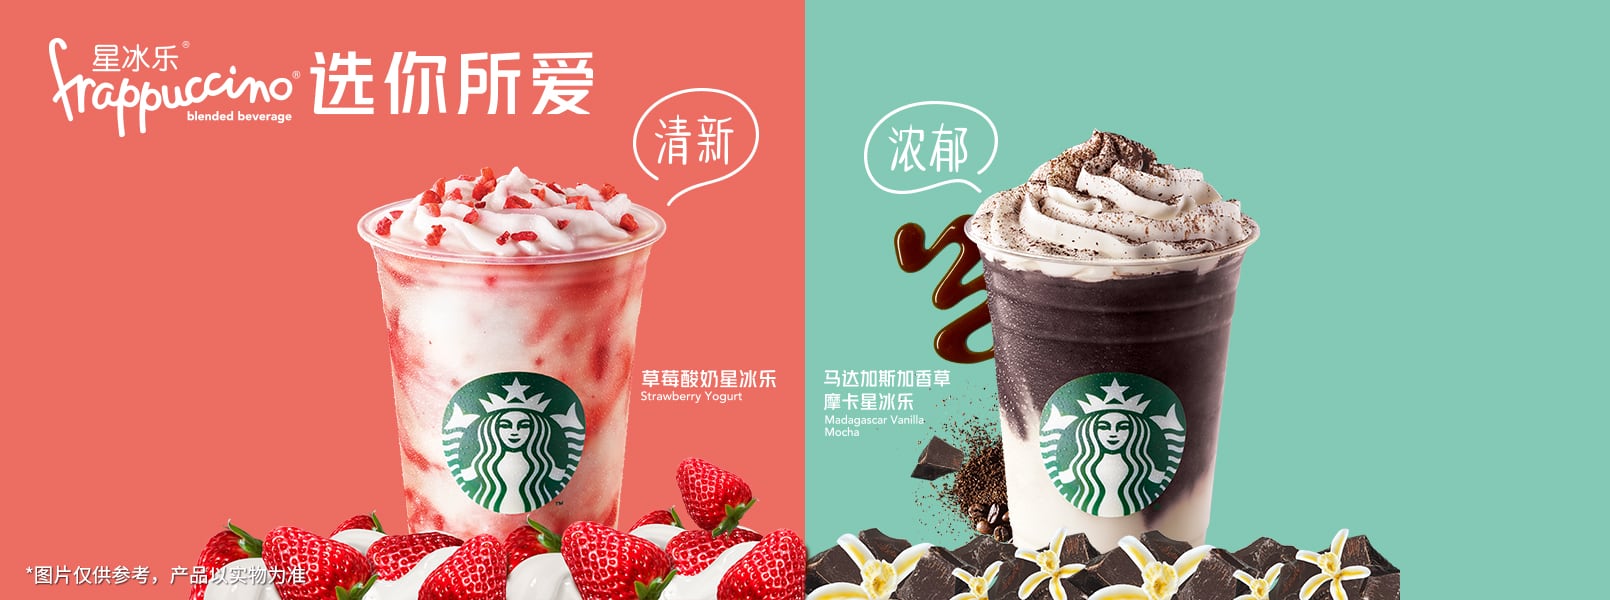 星冰乐®
frappuccino® 选你所爱
blended beverage
清新
浓郁
草莓酸奶星冰乐
Strawberry Yogurt
马达加斯加香草
摩卡星冰乐
Madagascar Vanilla
Mocha
TM
*图片仅供参考，产品以实物为准